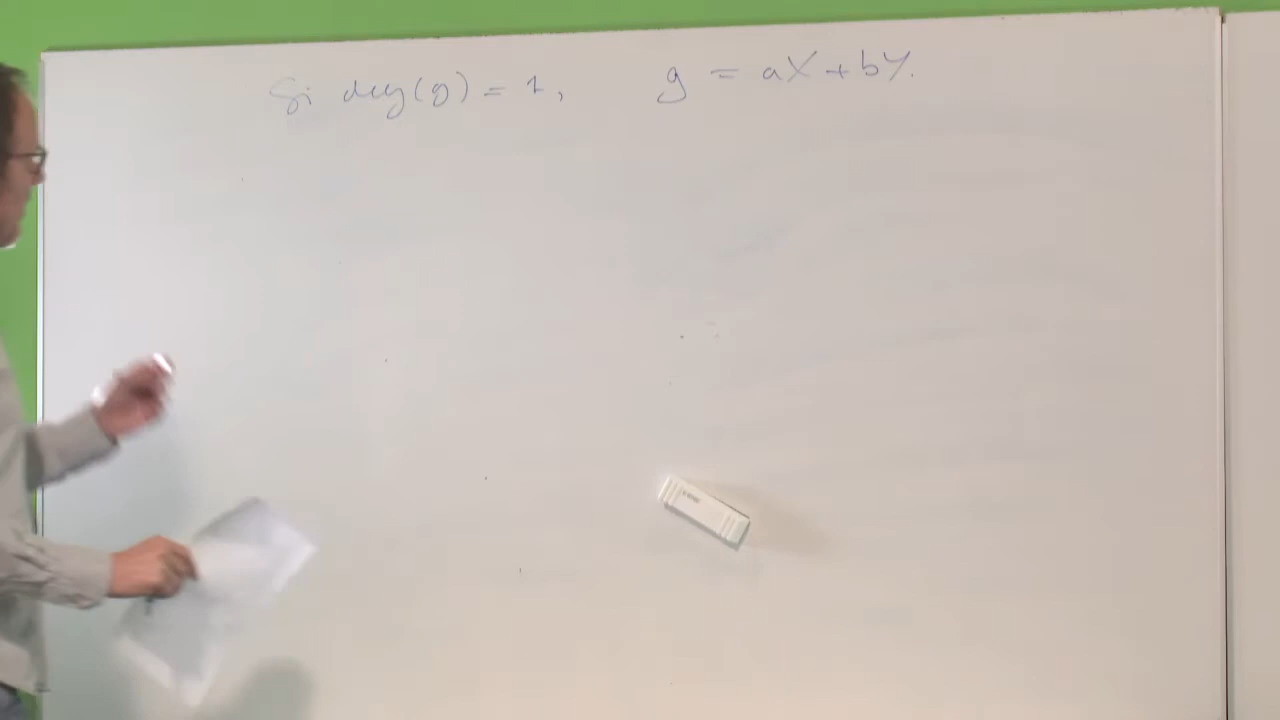 Si deg(g) = 1, g = aX + bY.